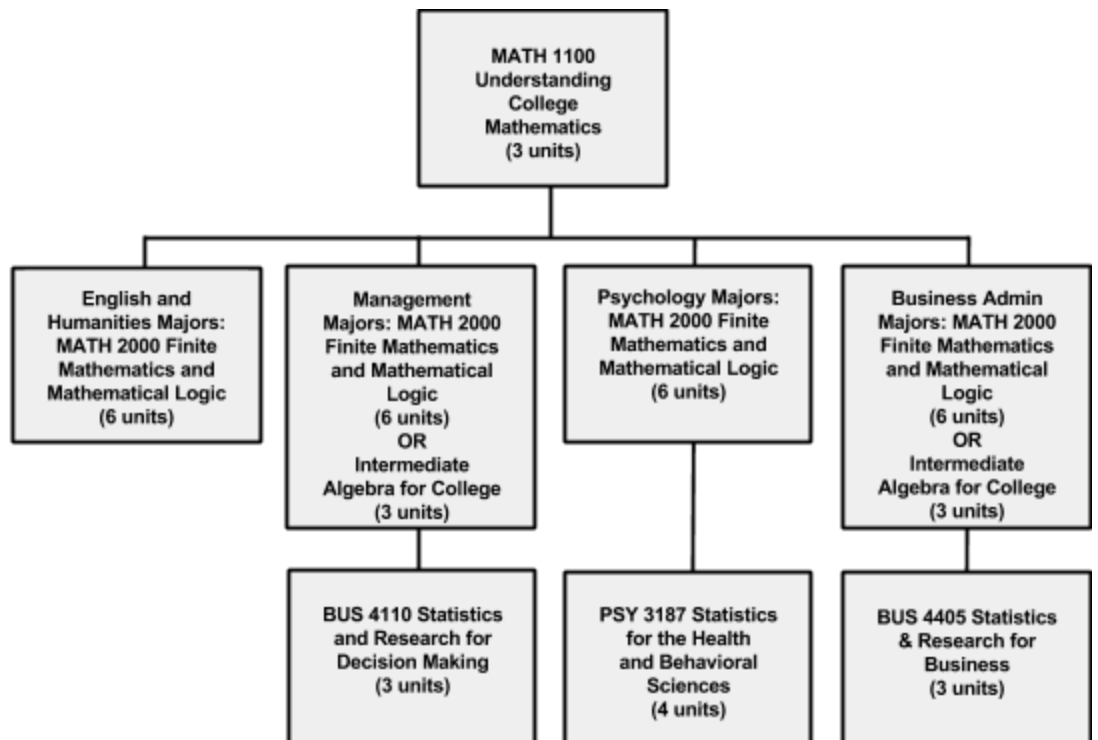 MATH 1100
Understanding
College
Mathematics
(3 units)
English and
Humanities Majors:
MATH 2000 Finite
Mathematics and
Mathematical Logic
(6 units)
Management
Majors: MATH 2000
Finite Mathematics
and Mathematical
Logic
(6 units)
OR
Intermediate
Algebra for College
(3 units)
Psychology Majors:
MATH 2000 Finite
Mathematics and
Mathematical Logic
(6 units)
Business Admin
Majors: MATH 2000
Finite Mathematics
and Mathematical
Logic
(6 units)
OR
Intermediate
Algebra for College
(3 units)
BUS 4110 Statistics
and Research for
Decision Making
(3 units)
PSY 3187 Statistics
for the Health
and Behavioral
Sciences
(4 units)
BUS 4405 Statistics
& Research for
Business
(3 units)